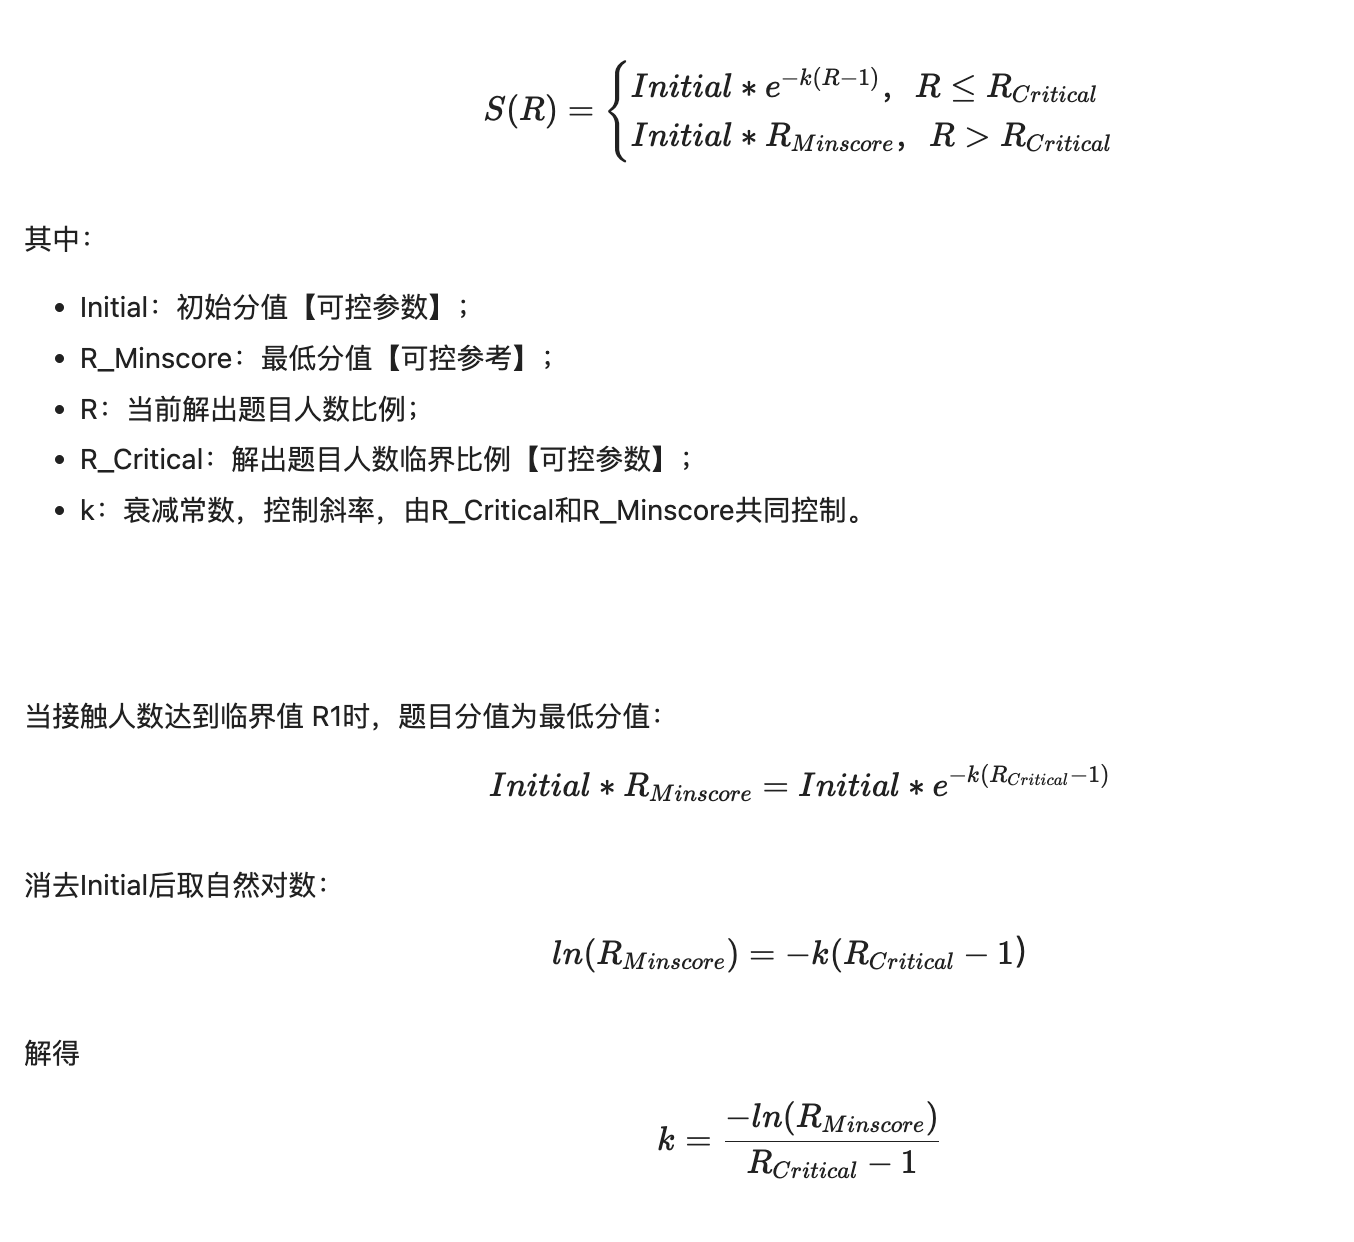 S(R) = { Initial * e^{-k(R-1)}, R ≤ R_{Critical}
Initial * R_{Minscore}, R > R_{Critical}
其中：
• Initial：初始分值【可控参数】；
• R_Minscore：最低分值【可控参考】；
• R：当前解出题目人数比例；
• R_Critical：解出题目人数临界比例【可控参数】；
• k：衰减常数，控制斜率，由R_Critical和R_Minscore共同控制。
当接触人数达到临界值 R1时，题目分值为最低分值：
Initial * R_{Minscore} = Initial * e^{-k(R_{Critical}-1)}
消去Initial后取自然对数：
ln(R_{Minscore}) = -k(R_{Critical} - 1)
解得
k = \frac{-ln(R_{Minscore})}{R_{Critical} - 1}